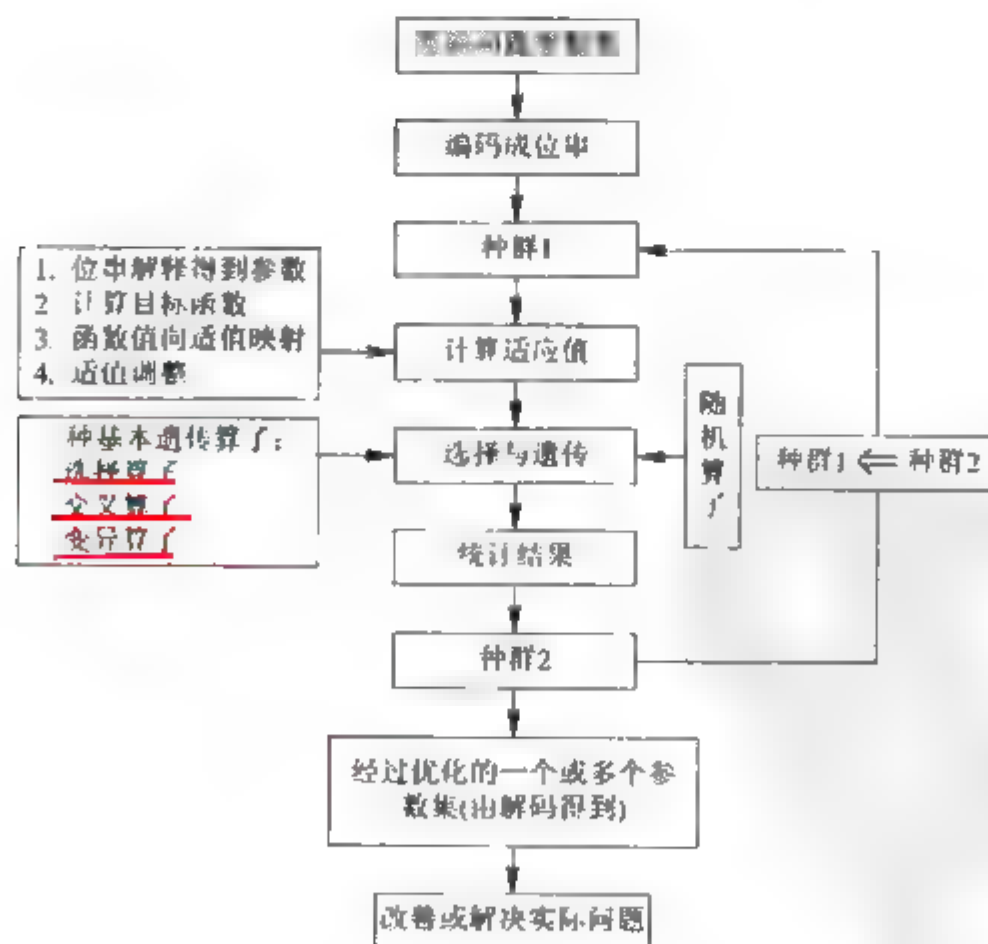 编码成位串
种群1
1. 位串解释得到参数
2 计算目标函数
3. 函数值向适值映射
4. 适值调整
计算适应值
种基本遗传算子:
选择算子
交叉算子
变异算子
选择与遗传
随
机
算
子
种群1 ⇐ 种群2
统计结果
种群2
经过优化的一个或多个参
数集(由解码得到)
改善或解决实际问题